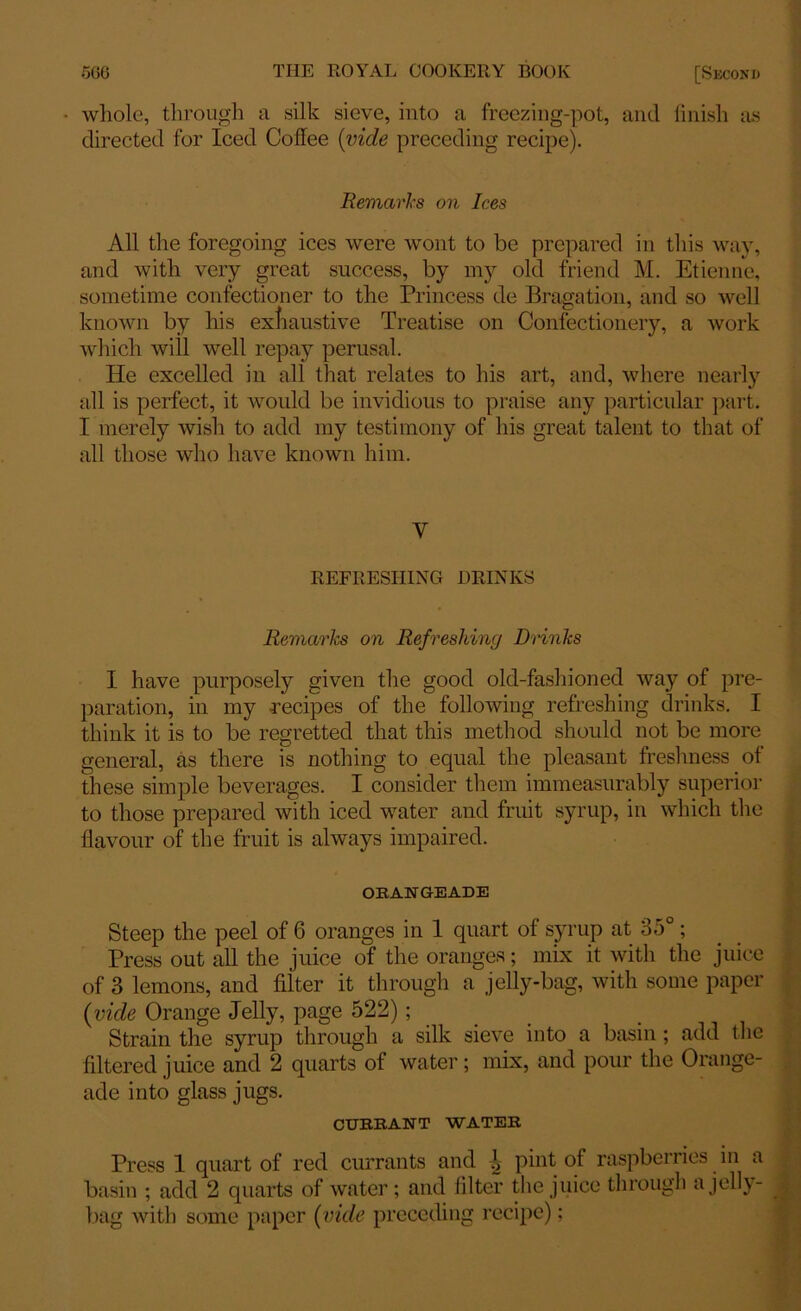 566 THE ROYAL COOKERY BOOK [Second
whole, through a silk sieve, into a freezing-pot, and finish as
directed for Iced Coffee (vide preceding recipe).
Remarks on Ices
All the foregoing ices were wont to be prepared in this way,
and with very great success, by my old friend M. Etienne,
sometime confectioner to the Princess de Bragation, and so well
known by his exhaustive Treatise on Confectionery, a work
which will well repay perusal.
He excelled in all that relates to his art, and, where nearly
all is perfect, it would be invidious to praise any particular part.
I merely wish to add my testimony of his great talent to that of
all those who have known him.
V
REFRESHING DRINKS
Remarks on Refreshing Drinks
I have purposely given the good old-fashioned way of pre-
paration, in my recipes of the following refreshing drinks. I
think it is to be regretted that this method should not be more
general, as there is nothing to equal the pleasant freshness of
these simple beverages. I consider them immeasurably superior
to those prepared with iced water and fruit syrup, in which the
flavour of the fruit is always impaired.
ORANGEADE
Steep the peel of 6 oranges in 1 quart of syrup at 35°;
Press out all the juice of the oranges; mix it with the juice
of 3 lemons, and filter it through a jelly-bag, with some paper
(vide Orange Jelly, page 522);
Strain the syrup through a silk sieve into a basin; add the
filtered juice and 2 quarts of water; mix, and pour the Orange-
ade into glass jugs.
CURRANT WATER
Press 1 quart of red currants and ½ pint of raspberries in a
basin; add 2 quarts of water; and filter the juice through a jelly-
bag with some paper (vide preceding recipe);